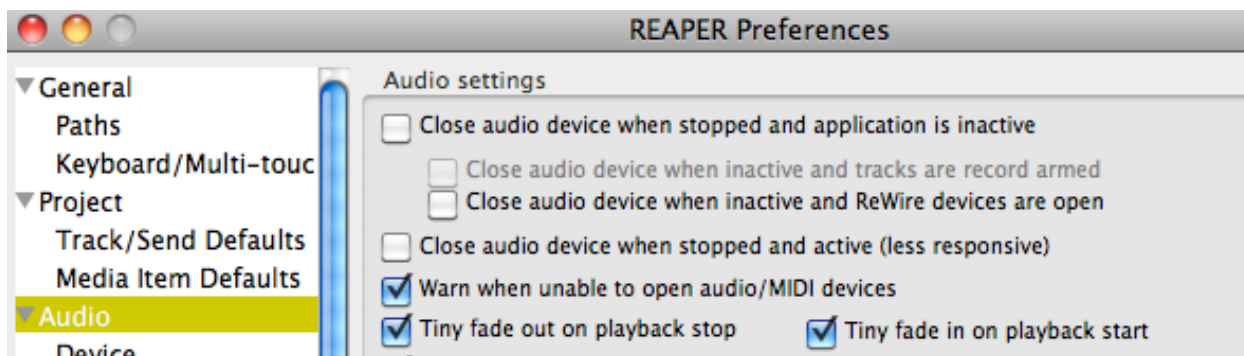 REAPER Preferences
General
Paths
Keyboard/Multi-touc
Project
Track/Send Defaults
Media Item Defaults
Audio
Device
Audio settings
Close audio device when stopped and application is inactive
Close audio device when inactive and tracks are record armed
Close audio device when inactive and ReWire devices are open
Close audio device when stopped and active (less responsive)
Warn when unable to open audio/MIDI devices
Tiny fade out on playback stop
Tiny fade in on playback start